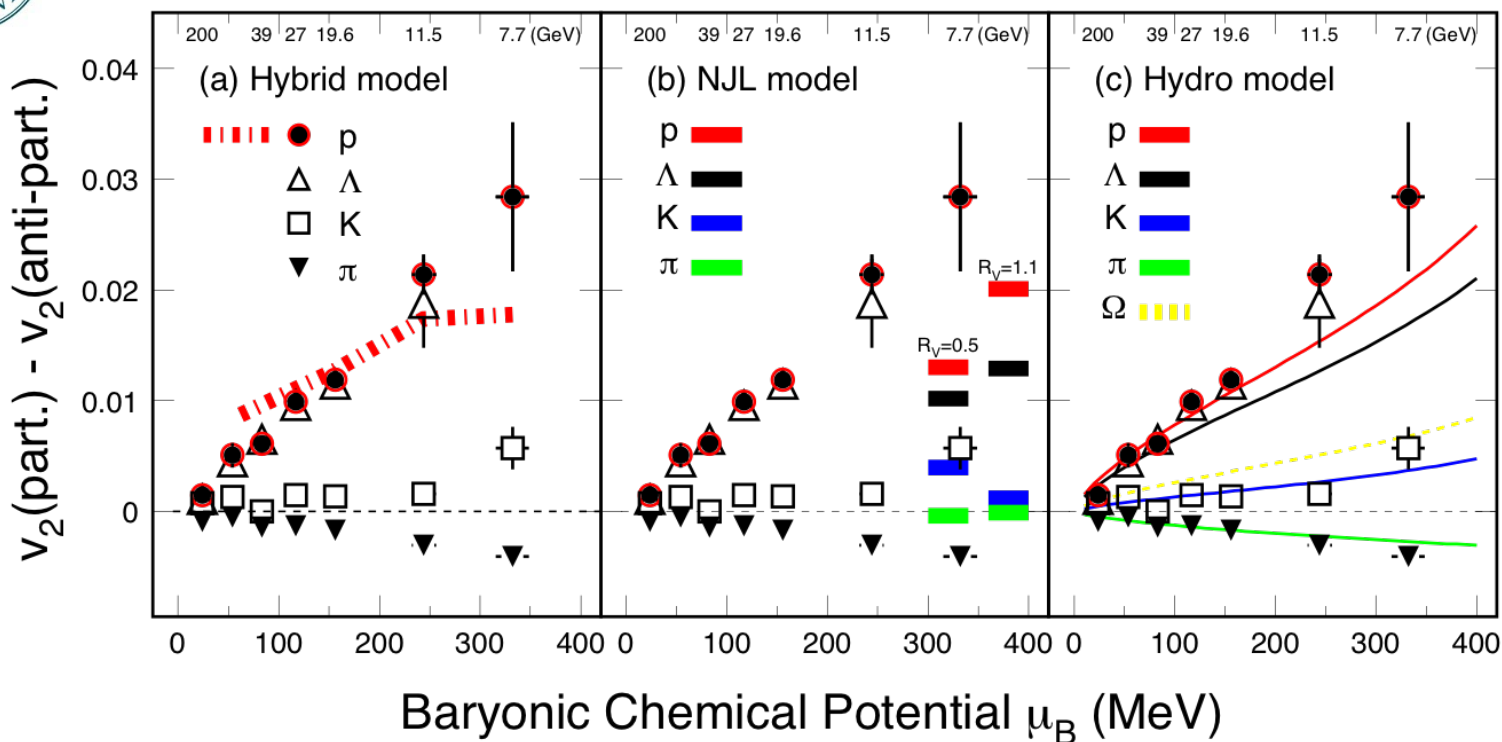 v₂(part.) - v₂(anti-part.)
0.04
0.03
0.02
0.01
0
200 39 27 19.6 11.5 7.7 (GeV)
(a) Hybrid model
p
Λ
K
π
0 100 200 300 400
200 39 27 19.6 11.5 7.7 (GeV)
(b) NJL model
p
Λ
K
π
R_V=1.1
R_V=0.5
0 100 200 300 400
200 39 27 19.6 11.5 7.7 (GeV)
(c) Hydro model
p
Λ
K
π
Ω
0 100 200 300 400
Baryonic Chemical Potential μ_B (MeV)